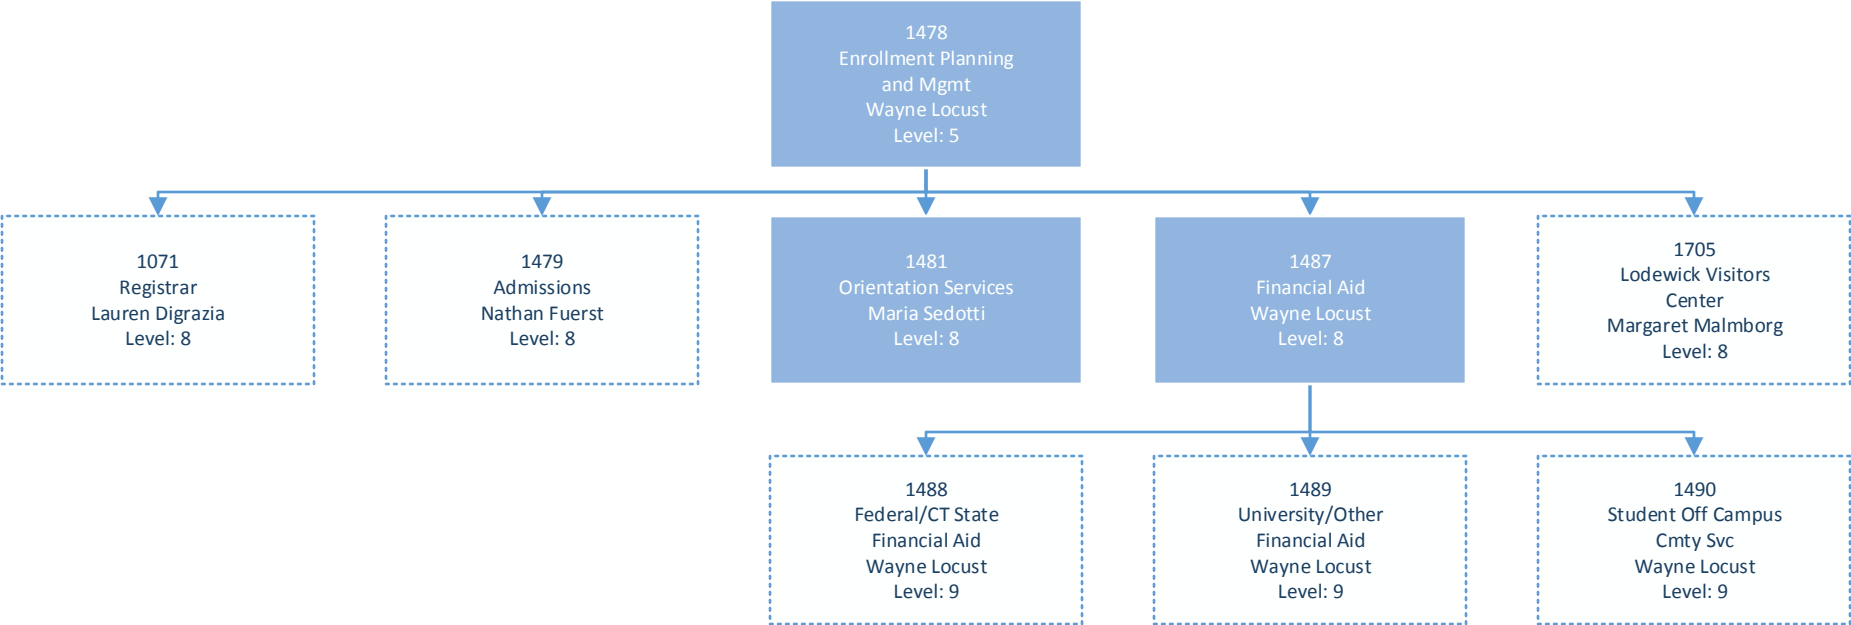 1478
Enrollment Planning
and Mgmt
Wayne Locust
Level: 5
1071
Registrar
Lauren Digrazia
Level: 8
1479
Admissions
Nathan Fuerst
Level: 8
1481
Orientation Services
Maria Sedotti
Level: 8
1487
Financial Aid
Wayne Locust
Level: 8
1705
Lodewick Visitors
Center
Margaret Malmborg
Level: 8
1488
Federal/CT State
Financial Aid
Wayne Locust
Level: 9
1489
University/Other
Financial Aid
Wayne Locust
Level: 9
1490
Student Off Campus
Cmty Svc
Wayne Locust
Level: 9